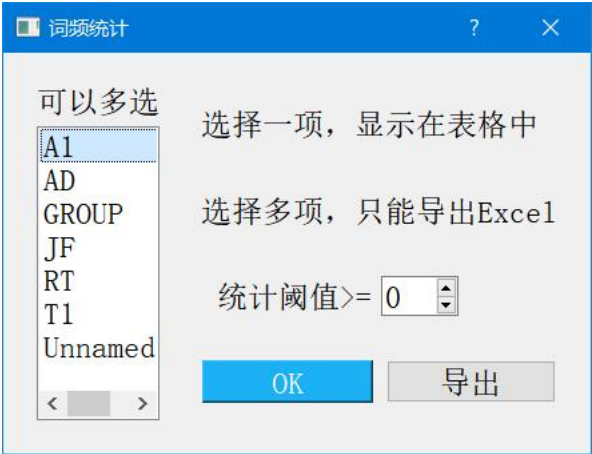 词频统计
?
可以多选
A1
AD
GROUP
JF
RT
T1
Unnamed
选择一项，显示在表格中
选择多项，只能导出Excel
统计阈值>= 0
OK
导出